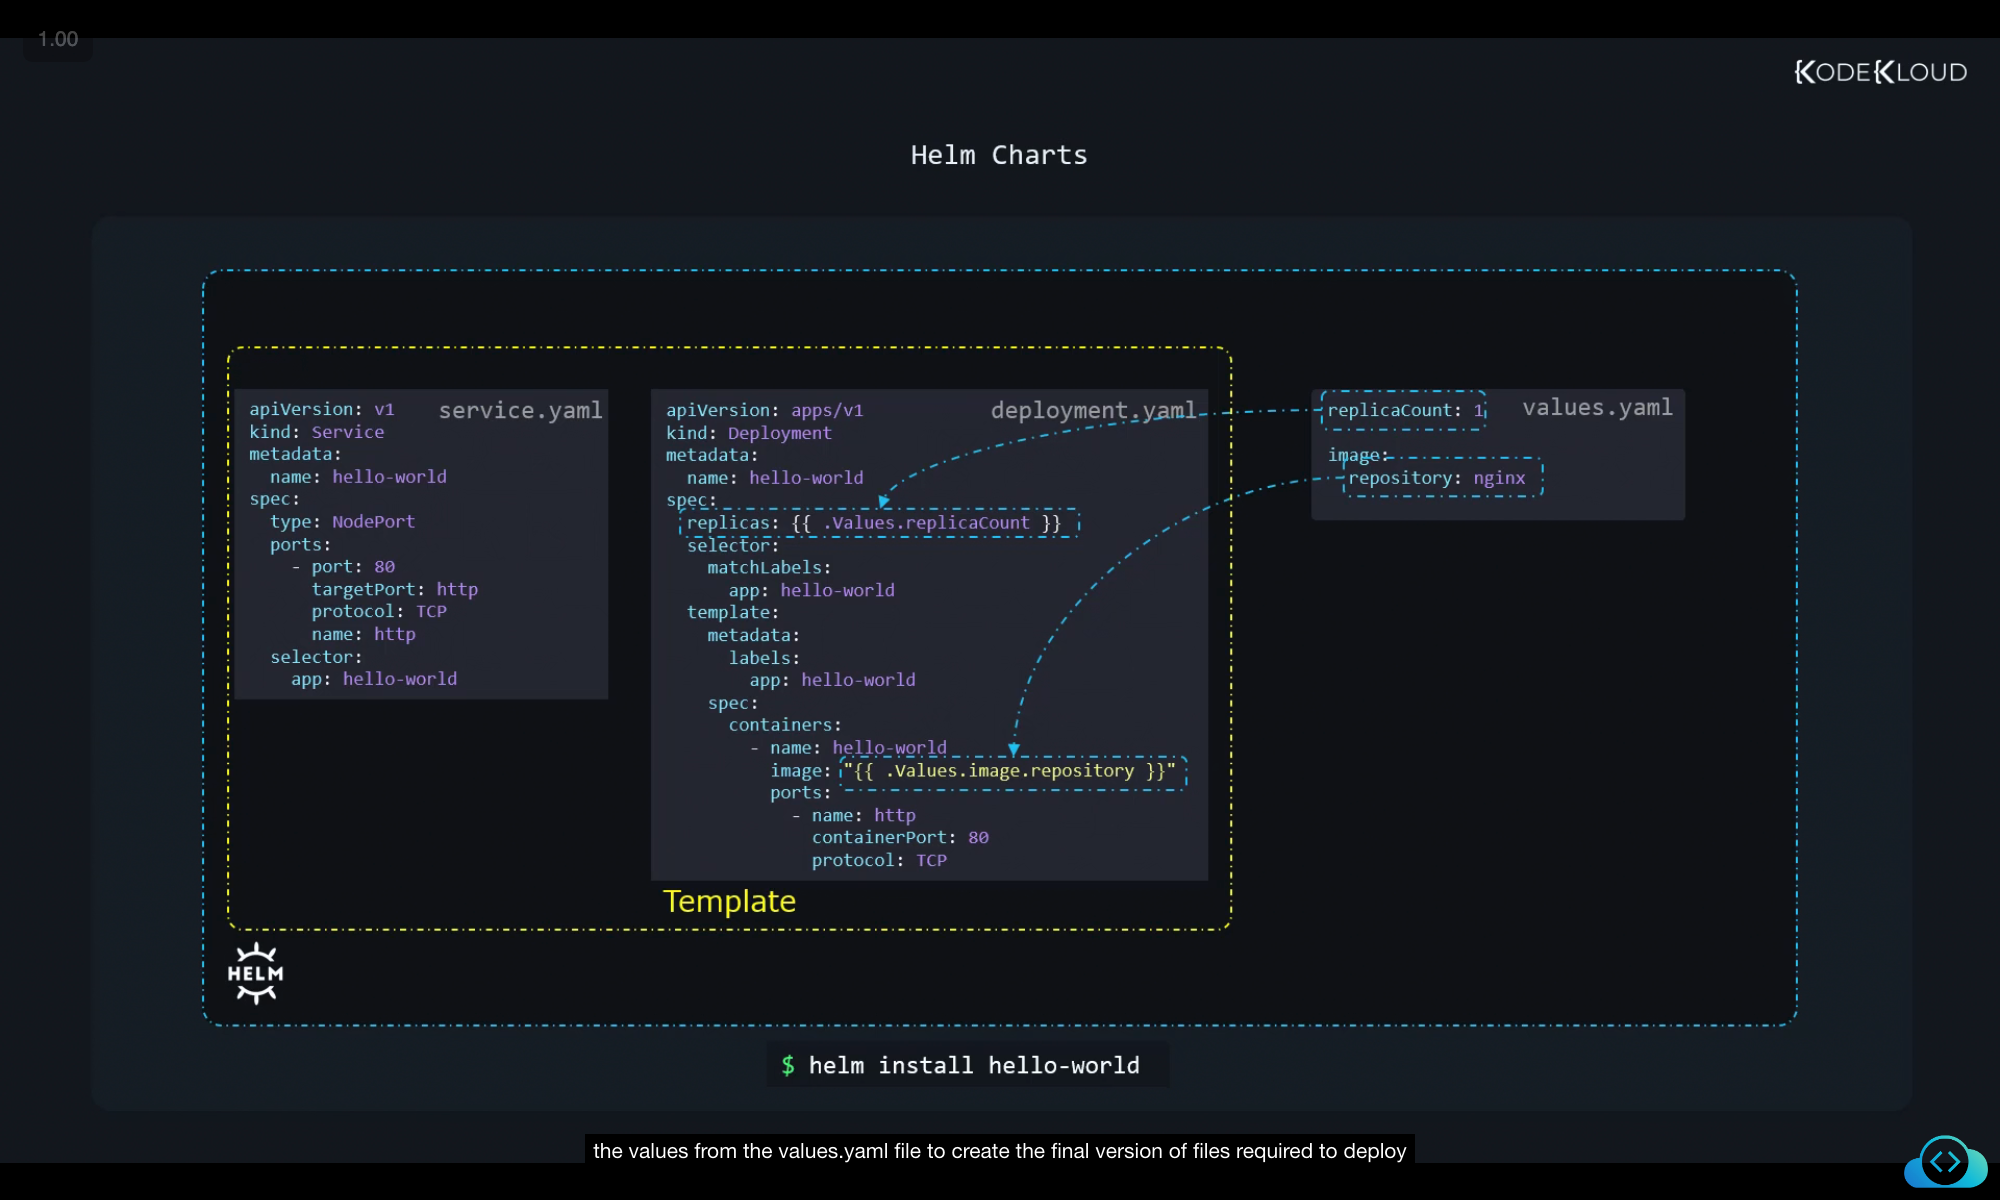 1.00
KODEKLOUD
Helm Charts
service.yaml
apiVersion: v1
kind: Service
metadata:
  name: hello-world
spec:
  type: NodePort
  ports:
    - port: 80
      targetPort: http
      protocol: TCP
      name: http
  selector:
    app: hello-world
deployment.yaml
apiVersion: apps/v1
kind: Deployment
metadata:
  name: hello-world
spec:
  replicas: {{ .Values.replicaCount }}
  selector:
    matchLabels:
      app: hello-world
  template:
    metadata:
      labels:
        app: hello-world
    spec:
      containers:
        - name: hello-world
          image: "{{ .Values.image.repository }}"
          ports:
            - name: http
              containerPort: 80
              protocol: TCP
values.yaml
replicaCount: 1
image:
  repository: nginx
Template
HELM
$ helm install hello-world
the values from the values.yaml file to create the final version of files required to deploy